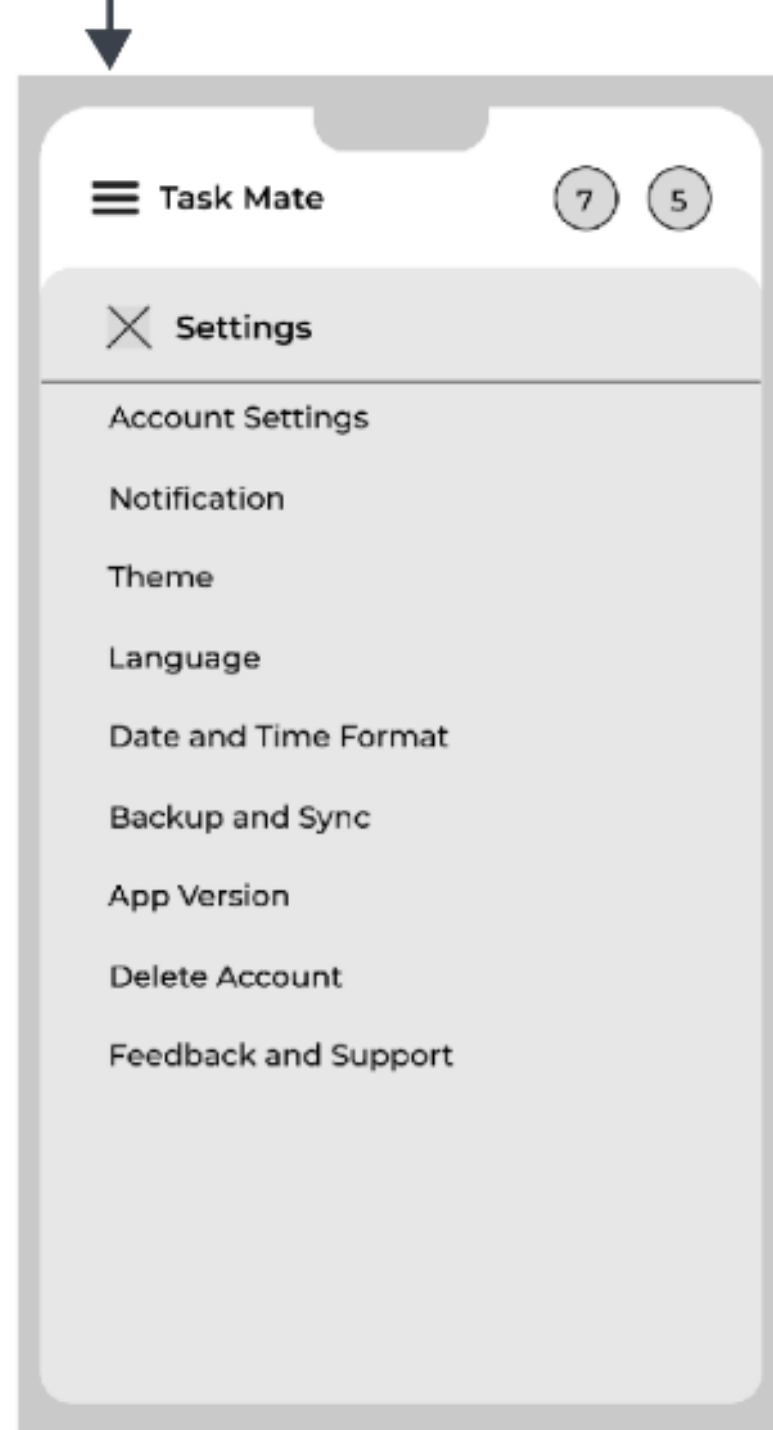 Task Mate 7 5
Settings
Account Settings
Notification
Theme
Language
Date and Time Format
Backup and Sync
App Version
Delete Account
Feedback and Support